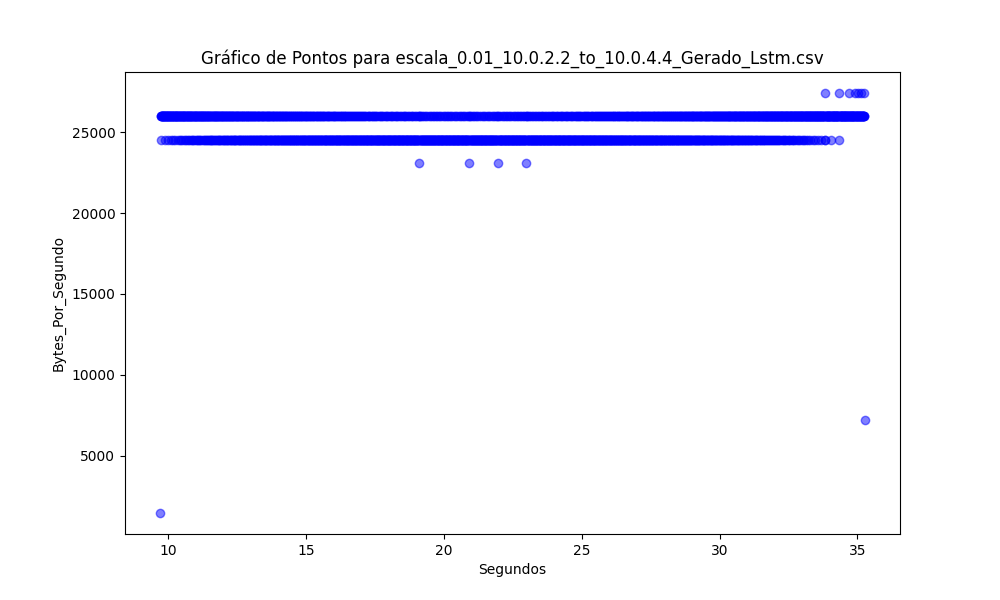 Gráfico de Pontos para escala_0.01_10.0.2.2_to_10.0.4.4_Gerado_Lstm.csv
25000
20000
15000
10000
5000
Bytes_Por_Segundo
10 15 20 25 30 35
Segundos